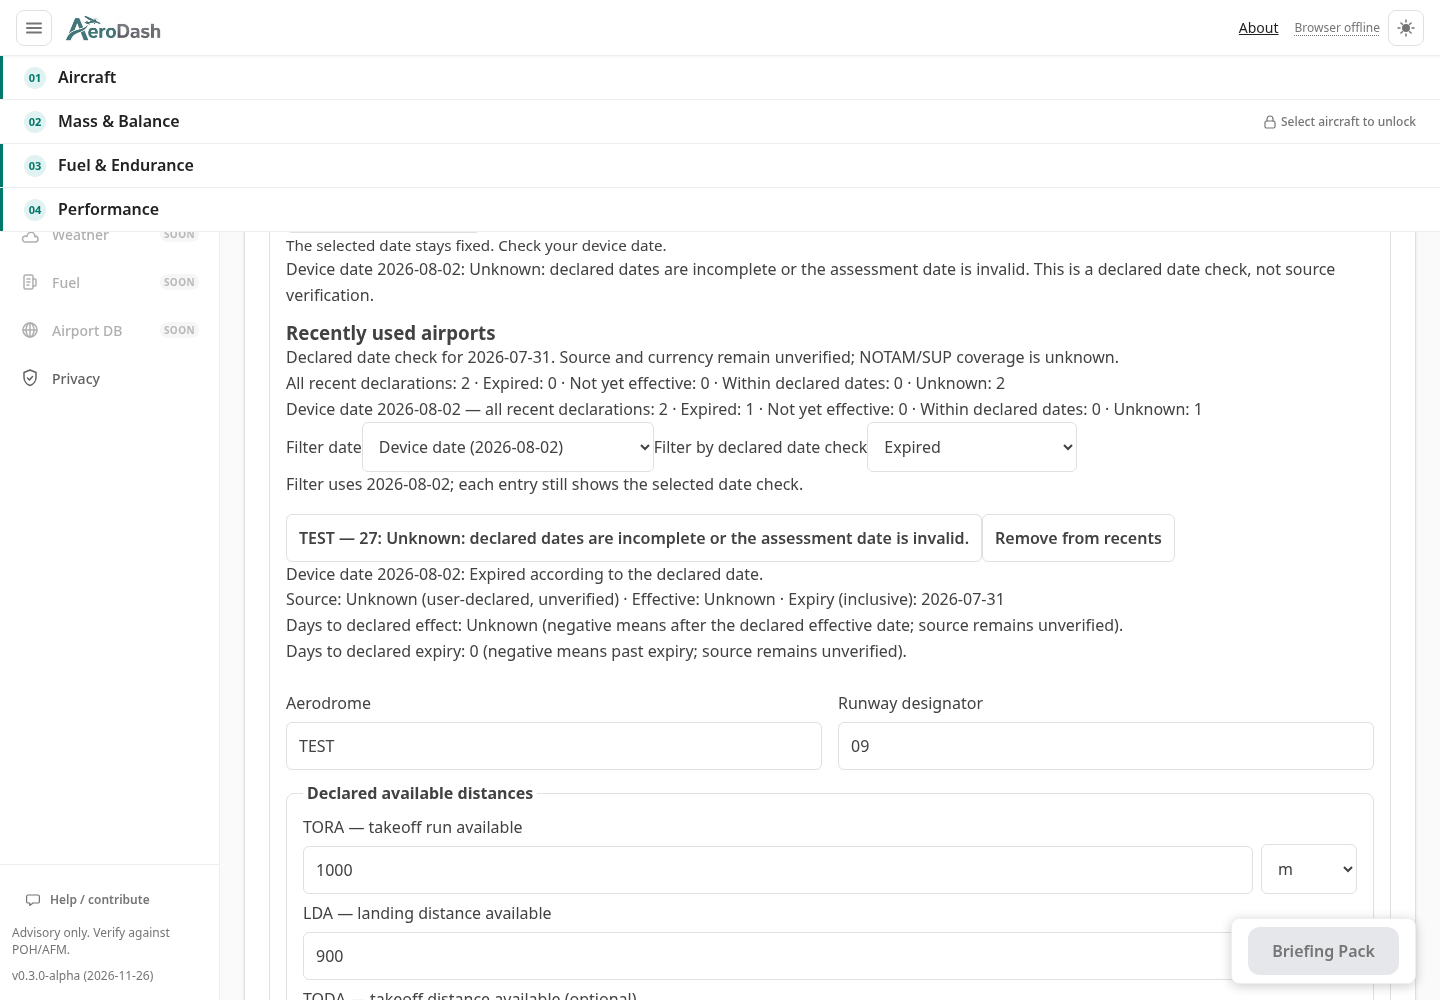 AeroDash
About
Browser offline
01 Aircraft
02 Mass & Balance
Select aircraft to unlock
03 Fuel & Endurance
04 Performance
Weather SOON
Fuel SOON
Airport DB SOON
Privacy
Help / contribute
Advisory only. Verify against
POH/AFM.
v0.3.0-alpha (2026-11-26)
The selected date stays fixed. Check your device date.
Device date 2026-08-02: Unknown: declared dates are incomplete or the assessment date is invalid. This is a declared date check, not source
verification.
Recently used airports
Declared date check for 2026-07-31. Source and currency remain unverified; NOTAM/SUP coverage is unknown.
All recent declarations: 2 · Expired: 0 · Not yet effective: 0 · Within declared dates: 0 · Unknown: 2
Device date 2026-08-02 — all recent declarations: 2 · Expired: 1 · Not yet effective: 0 · Within declared dates: 0 · Unknown: 1
Filter date Device date (2026-08-02) Filter by declared date check Expired
Filter uses 2026-08-02; each entry still shows the selected date check.
TEST — 27: Unknown: declared dates are incomplete or the assessment date is invalid. Remove from recents
Device date 2026-08-02: Expired according to the declared date.
Source: Unknown (user-declared, unverified) · Effective: Unknown · Expiry (inclusive): 2026-07-31
Days to declared effect: Unknown (negative means after the declared effective date; source remains unverified).
Days to declared expiry: 0 (negative means past expiry; source remains unverified).
Aerodrome Runway designator
TEST 09
Declared available distances
TORA — takeoff run available
1000 m
LDA — landing distance available
900
Briefing Pack
TODA — takeoff distance available (optional)